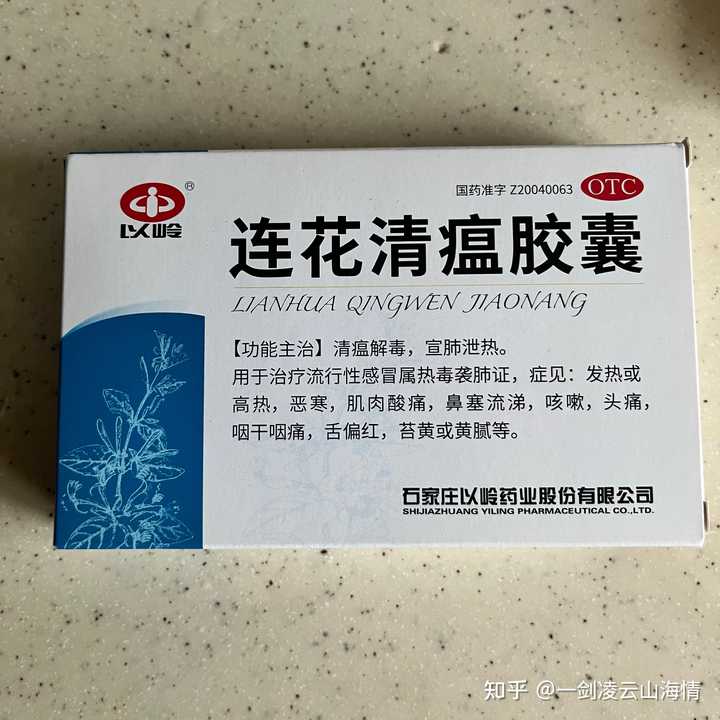 国药准字 Z20040063 OTC
以岭®
连花清瘟胶囊
LIANHUA QINGWEN JIAONANG
【功能主治】清瘟解毒，宣肺泄热。
用于治疗流行性感冒属热毒袭肺证，症见：发热或
高热，恶寒，肌肉酸痛，鼻塞流涕，咳嗽，头痛，
咽干咽痛，舌偏红，苔黄或黄腻等。
石家庄以岭药业股份有限公司
SHIJIAZHUANG YILING PHARMACEUTICAL CO.,LTD.
知乎 @一剑凌云山海情